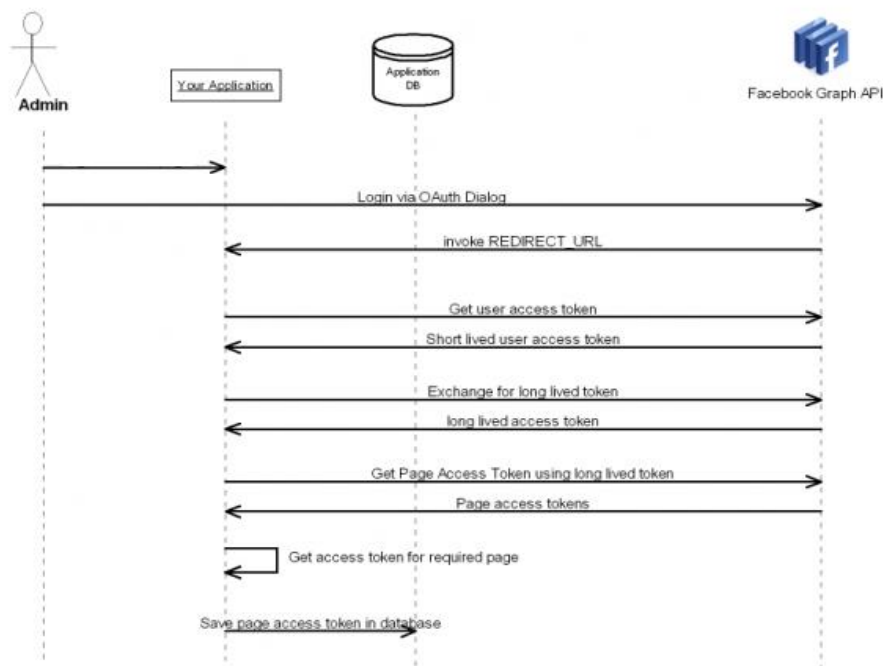 Admin
Your Application
Application
DB
Facebook Graph API
Login via OAuth Dialog
invoke REDIRECT_URL
Get user access token
Short lived user access token
Exchange for long lived token
long lived access token
Get Page Access Token using long lived token
Page access tokens
Get access token for required page
Save page access token in database